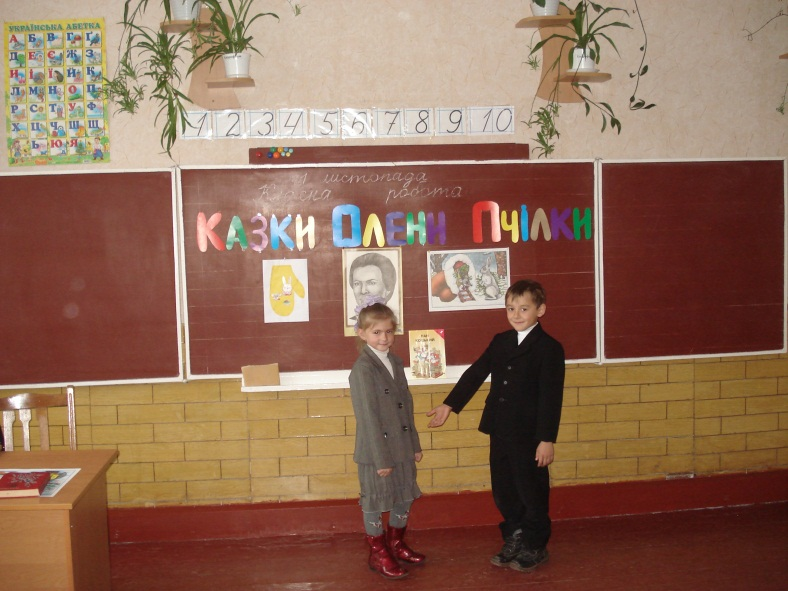 УКРАЇНСЬКА АБЕТКА
А Б В Г Ґ
Д Е Є Ж З
И І Ї Й К
Л М Н О П
Р С Т У Ф
Х Ц Ч Ш Щ
Ь Ю Я
1 2 3 4 5 6 7 8 9 10
листопада
Класна робота
КАЗКИ ОЛЕНИ ПЧІЛКИ